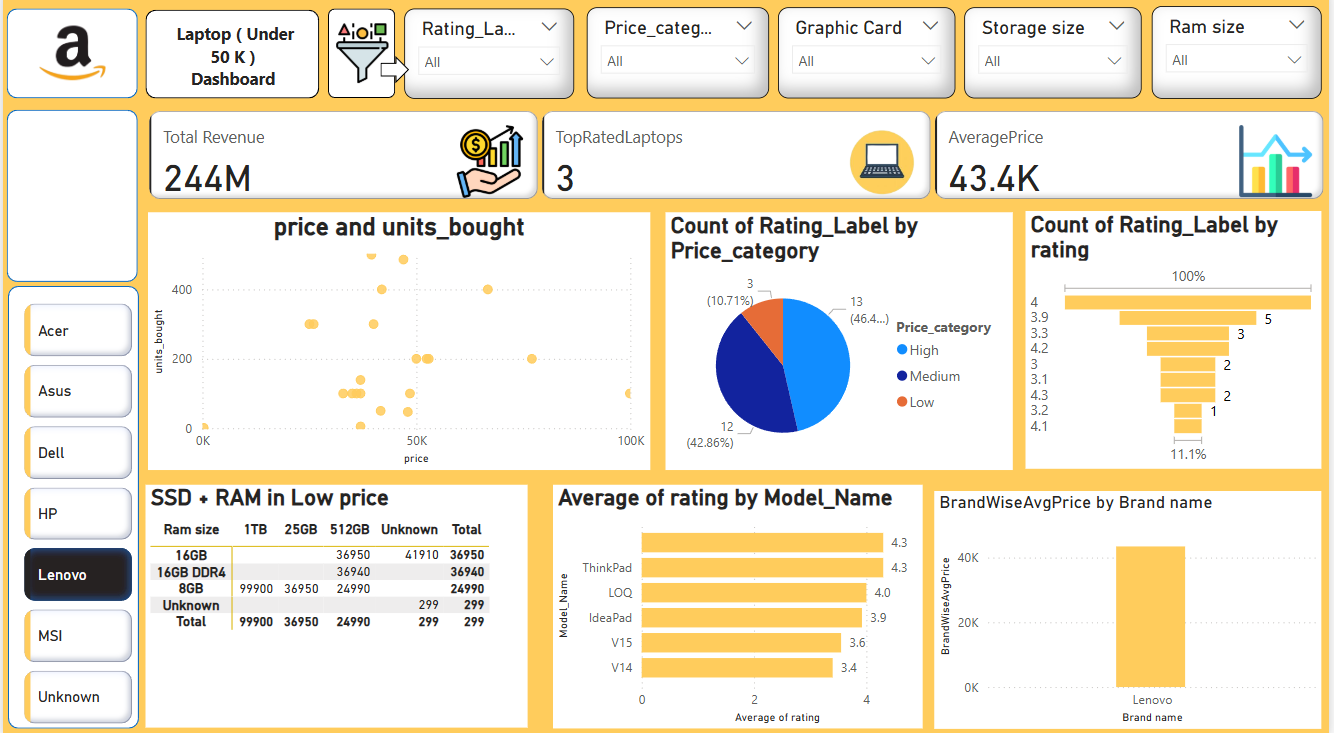 a
Laptop ( Under
50 K )
Dashboard
Rating_La...
All
Price_categ...
All
Graphic Card
All
Storage size
All
Ram size
All
Total Revenue
244M
TopRatedLaptops
3
AveragePrice
43.4K
Acer
Asus
Dell
HP
Lenovo
MSI
Unknown
price and units_bought
units_bought
400
200
0
0K 50K 100K
price
Count of Rating_Label by
Price_category
3
(10.71%)
13
(46.4...)
12
(42.86%)
Price_category
High
Medium
Low
Count of Rating_Label by
rating
100%
4
3.9 5
3.3 3
4.2
3 2
3.1
4.3 2
3.2 1
4.1
11.1%
SSD + RAM in Low price
Ram size 1TB 25GB 512GB Unknown Total
16GB 36950 41910 36950
16GB DDR4 36940 36940
8GB 99900 36950 24990 24990
Unknown 299 299
Total 99900 36950 24990 299 299
Average of rating by Model_Name
Model_Name
4.3
ThinkPad 4.3
LOQ 4.0
IdeaPad 3.9
V15 3.6
V14 3.4
0 2 4
Average of rating
BrandWiseAvgPrice by Brand name
BrandWiseAvgPrice
40K
20K
0K
Lenovo
Brand name